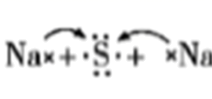 Na× + ·S· + ×Na